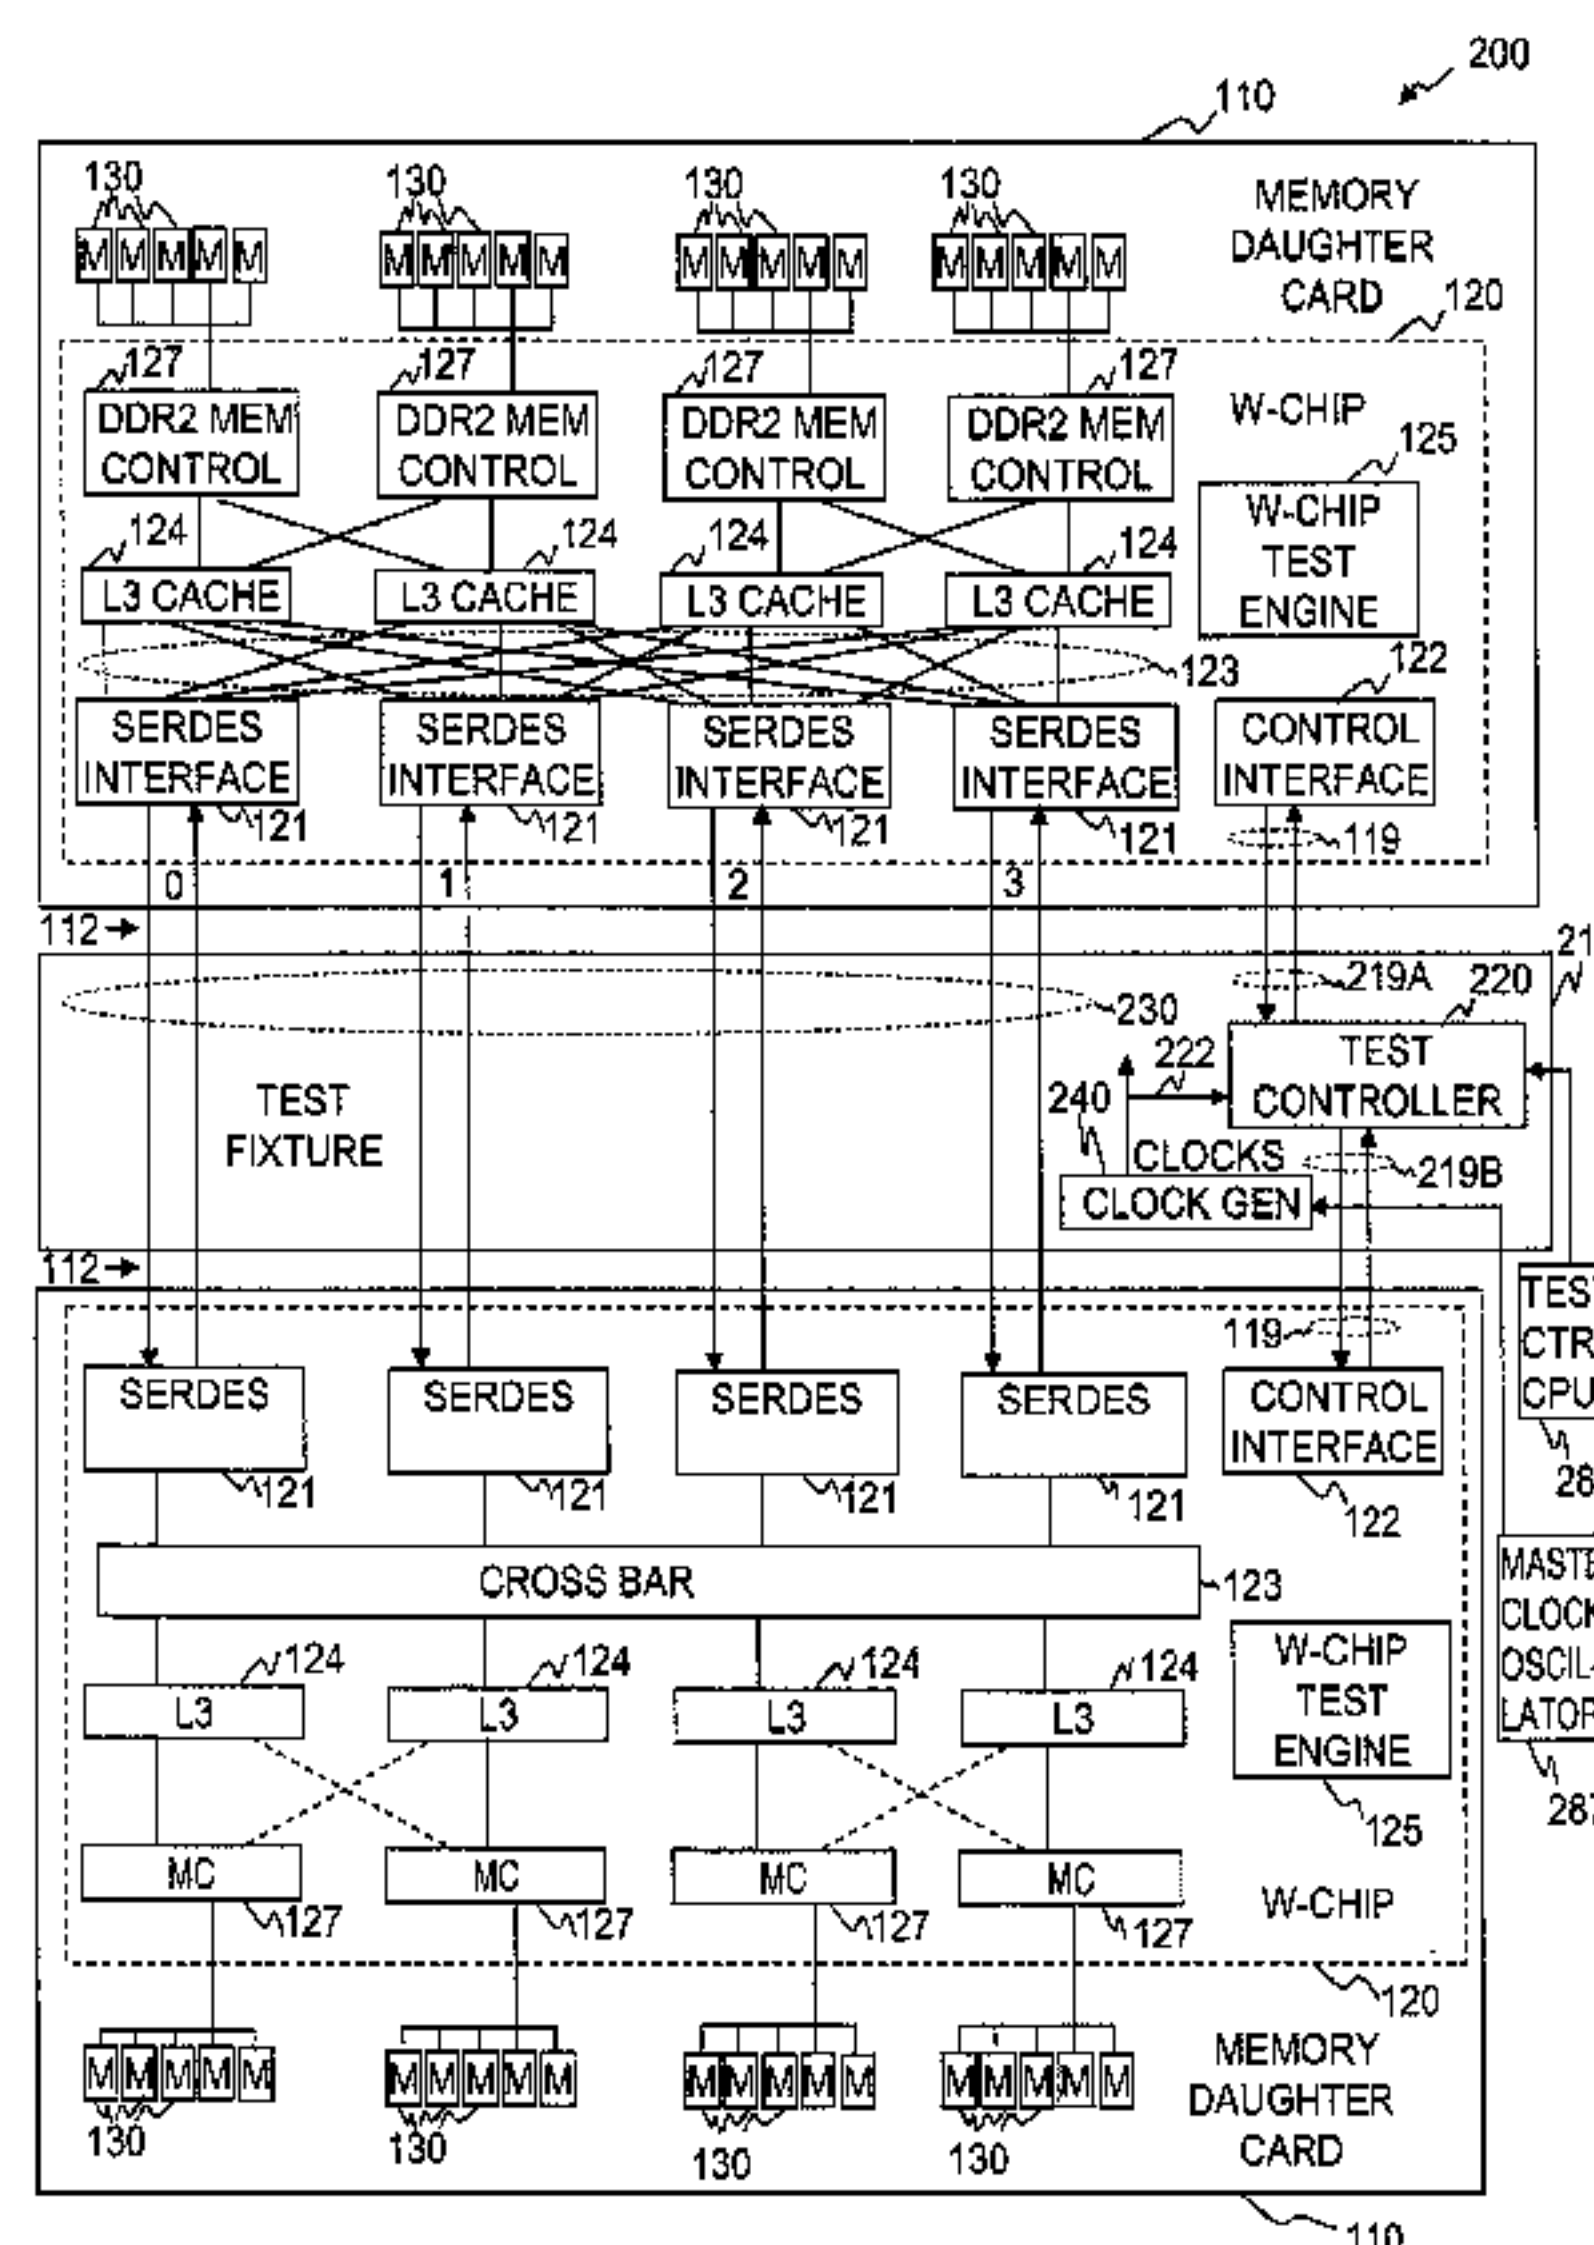 200
110
130 130 130 130
MEMORY
DAUGHTER
CARD
M M M M M M M M M M M M M M M M M M M M
120
127 127 127 127
DDR2 MEM CONTROL
DDR2 MEM CONTROL
DDR2 MEM CONTROL
DDR2 MEM CONTROL
W-CHIP
125
W-CHIP
TEST
ENGINE
124 124 124 124
L3 CACHE L3 CACHE L3 CACHE L3 CACHE
123
122
SERDES INTERFACE
SERDES INTERFACE
SERDES INTERFACE
SERDES INTERFACE
CONTROL INTERFACE
121 121 121 121
119
0 1 2 3
112
219A
220
230
TEST
FIXTURE
222
TEST
CONTROLLER
240
CLOCKS
219B
CLOCK GEN
112
119
SERDES SERDES SERDES SERDES
CONTROL
INTERFACE
121 121 121 121
122
CROSS BAR
123
124 124 124 124
L3 L3 L3 L3
W-CHIP
TEST
ENGINE
125
MC MC MC MC
127 127 127 127
W-CHIP
120
M M M M M M M M M M M M M M M M M M M M
130 130 130 130
MEMORY
DAUGHTER
CARD
110
CPU
OSCIL-
LATOR